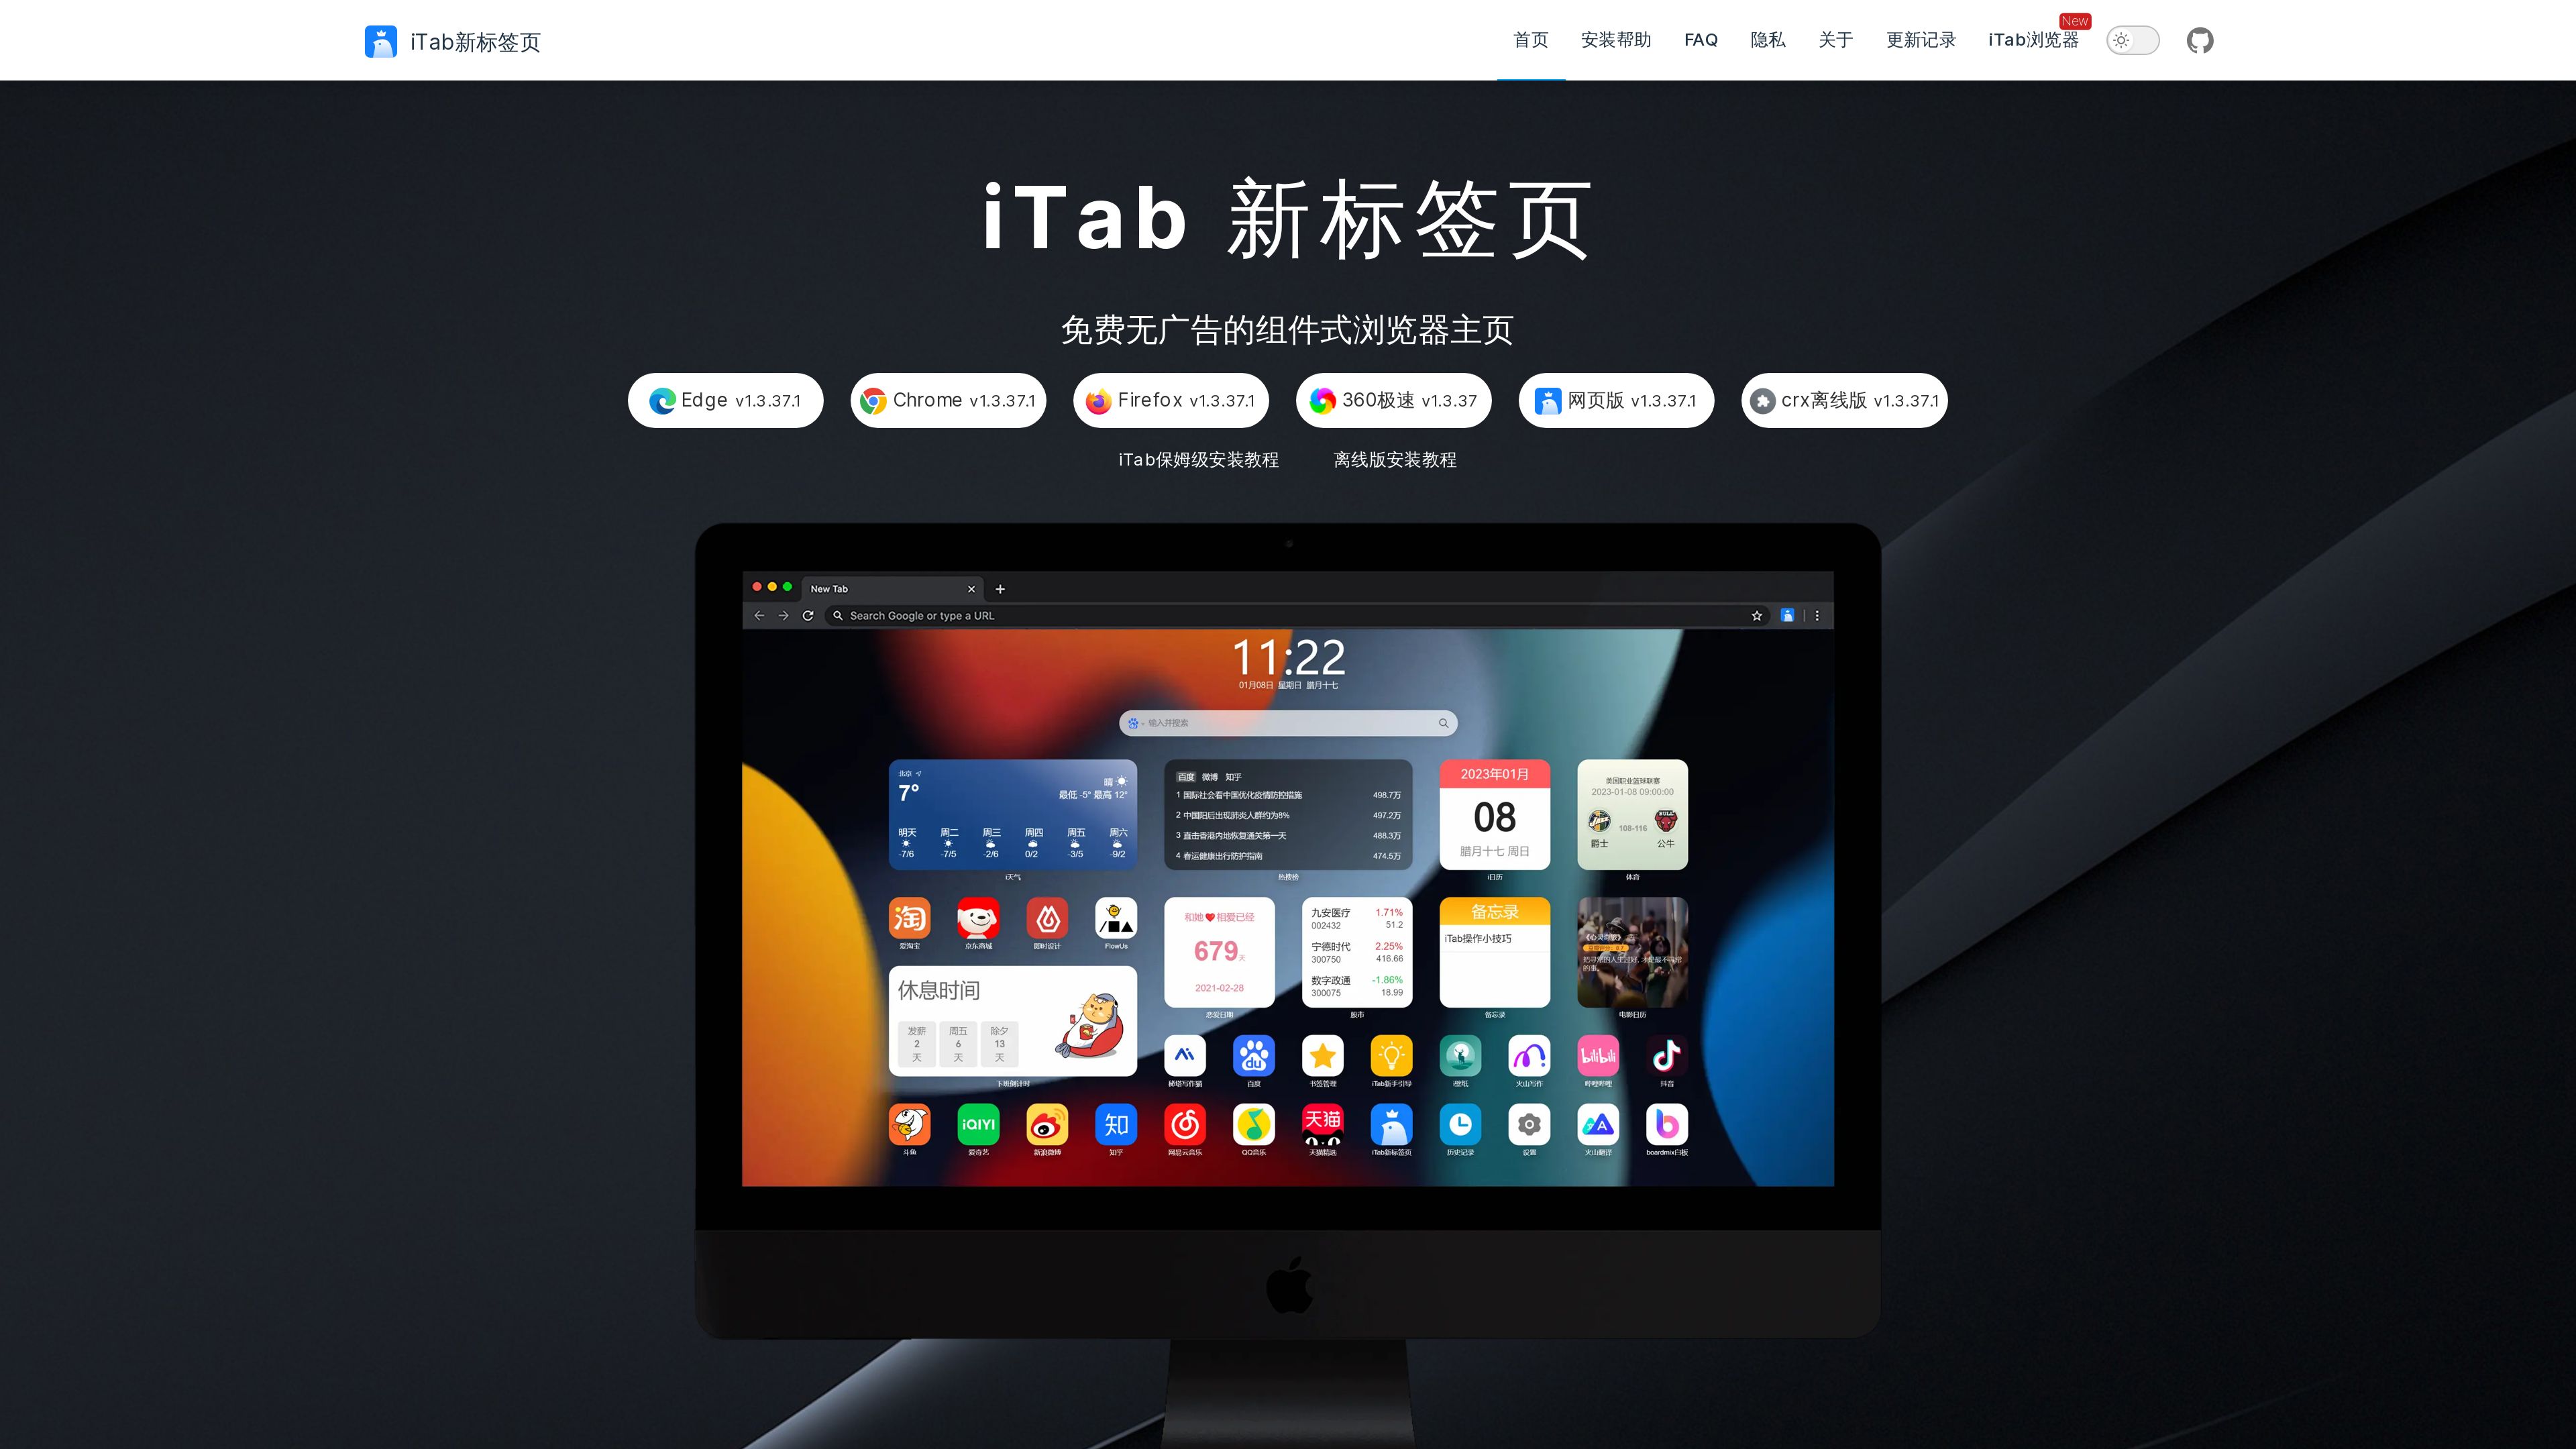 iTab新标签页
首页 安装帮助 FAQ 隐私 关于 更新记录 iTab浏览器 New
iTab 新标签页
免费无广告的组件式浏览器主页
Edge v1.3.37.1 Chrome v1.3.37.1 Firefox v1.3.37.1 360极速 v1.3.37 网页版 v1.3.37.1 crx离线版 v1.3.37.1
iTab保姆级安装教程 离线版安装教程
New Tab
Search Google or type a URL
11:22
01月08日 星期日 腊月十七
输入并搜索
北京
7°
晴
最低 -5° 最高 12°
明天 周二 周三 周四 周五 周六
-7/6 -7/5 -2/6 0/2 -3/5 -9/2
i天气
百度 微博 知乎
1 国际社会看中国优化疫情防控措施 498.7万
2 中国阳后出现肺炎人群约为8% 497.2万
3 直击香港内地恢复通关第一天 488.3万
4 春运健康出行防护指南 474.5万
热搜榜
2023年01月
08
腊月十七 周日
i日历
美国职业篮球联赛
2023-01-08 09:00:00
108-116
爵士 公牛
体育
淘
爱淘宝 京东商城 即时设计 FlowUs
和她 相爱已经
679天
2021-02-28
恋爱日期
九安医疗 1.71%
002432 51.2
宁德时代 2.25%
300750 416.66
数字政通 -1.86%
300075 18.99
股市
备忘录
iTab操作小技巧
备忘录
《心灵奇旅》
的事。
电影日历
休息时间
发薪 周五 除夕
2 6 13
天 天 天
下班倒计时
du
bilibili
秘塔写作猫 百度 书签管理 iTab新手引导 i壁纸 火山写作 哔哩哔哩 抖音
iQIYI 知 天猫
斗鱼 爱奇艺 新浪微博 知乎 网易云音乐 QQ音乐 天猫精选 iTab新标签页 历史记录 设置 火山翻译 boardmix白板